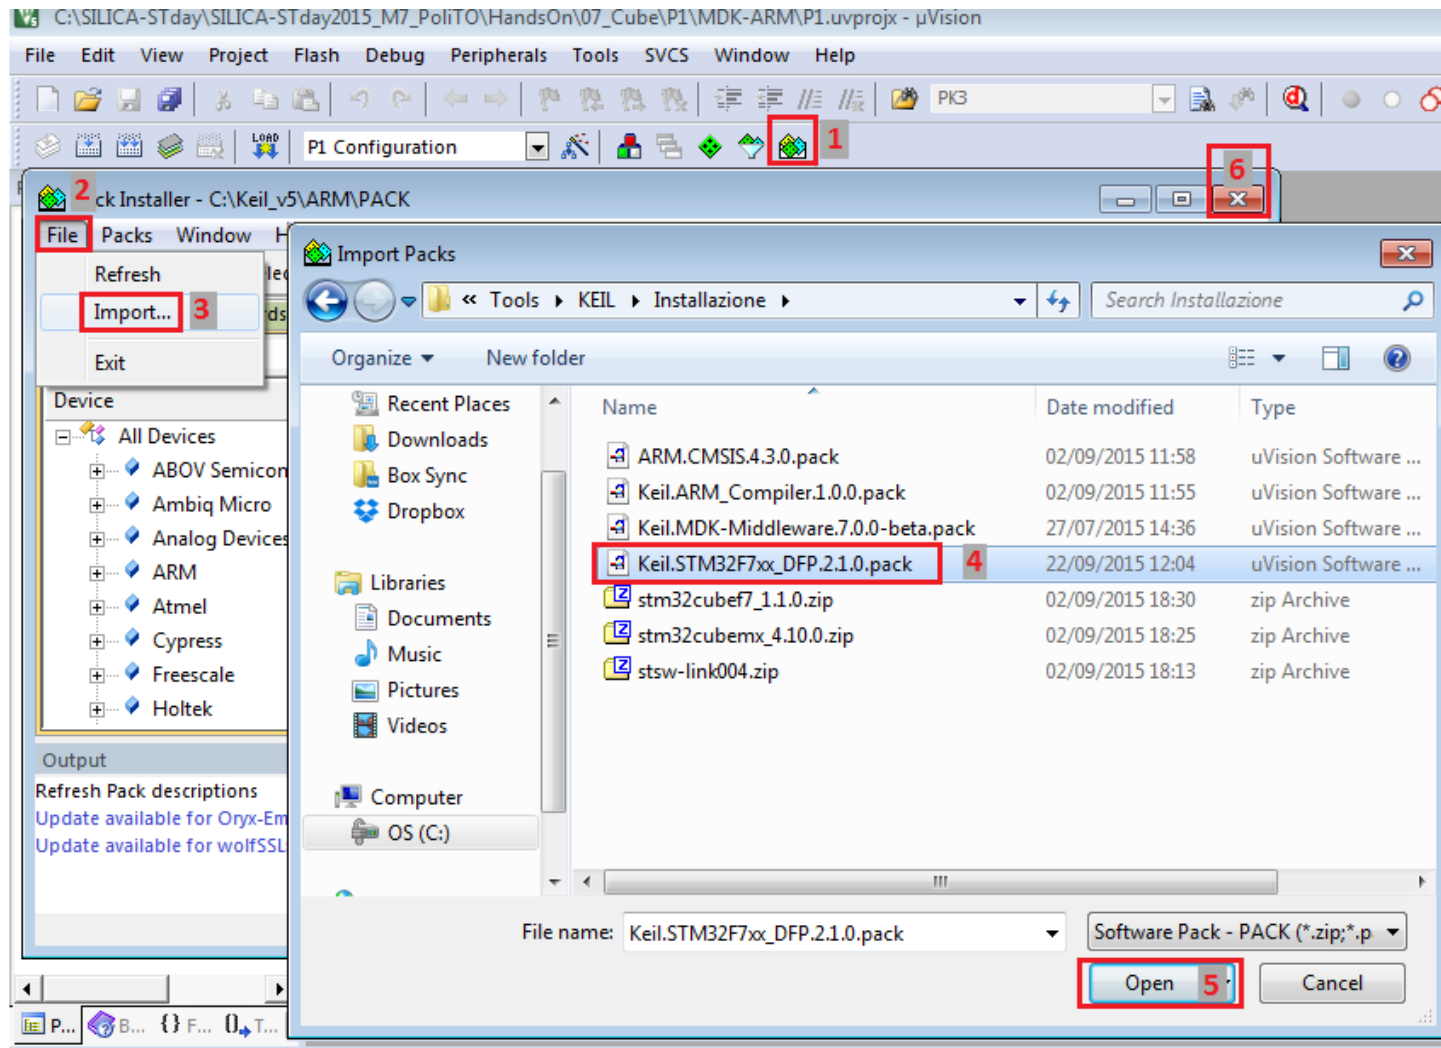 C:\SILICA-STday\SILICA-STday2015_M7_PoliTO\HandsOn\07_Cube\P1\MDK-ARM\P1.uvprojx - µVision
File Edit View Project Flash Debug Peripherals Tools SVCS Window Help
PK3
LOAD P1 Configuration 1
6
2 ck Installer - C:\Keil_v5\ARM\PACK
File Packs Window H
Import Packs
Refresh
« Tools KEIL Installazione Search Installazione
Import... 3 rds
Exit
Organize New folder
Device
All Devices
ABOV Semicon
Ambiq Micro
Analog Devices
ARM
Atmel
Cypress
Freescale
Holtek
Recent Places
Downloads
Box Sync
Dropbox
Libraries
Documents
Music
Pictures
Videos
Computer
OS (C:)
Name Date modified Type
ARM.CMSIS.4.3.0.pack 02/09/2015 11:58 uVision Software ...
Keil.ARM_Compiler.1.0.0.pack 02/09/2015 11:55 uVision Software ...
Keil.MDK-Middleware.7.0.0-beta.pack 27/07/2015 14:36 uVision Software ...
Keil.STM32F7xx_DFP.2.1.0.pack 4 22/09/2015 12:04 uVision Software ...
stm32cubef7_1.1.0.zip 02/09/2015 18:30 zip Archive
stm32cubemx_4.10.0.zip 02/09/2015 18:25 zip Archive
stsw-link004.zip 02/09/2015 18:13 zip Archive
Output
Refresh Pack descriptions
Update available for Oryx-Em
Update available for wolfSSL
File name: Keil.STM32F7xx_DFP.2.1.0.pack Software Pack - PACK (*.zip;*.p
Open 5 Cancel
P... B... {} F... T...